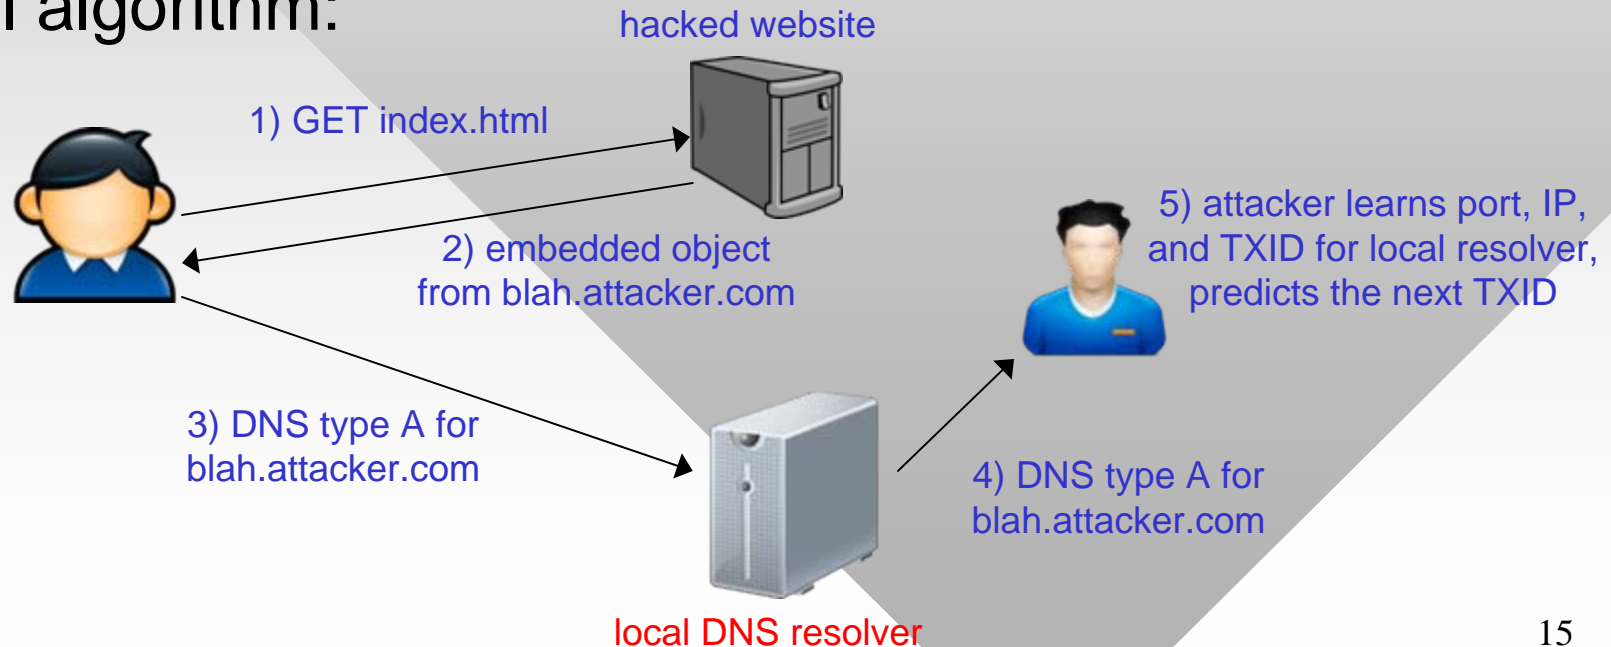 algorithm:
hacked website
1) GET index.html
2) embedded object
from blah.attacker.com
5) attacker learns port, IP,
and TXID for local resolver,
predicts the next TXID
3) DNS type A for
blah.attacker.com
4) DNS type A for
blah.attacker.com
local DNS resolver
15